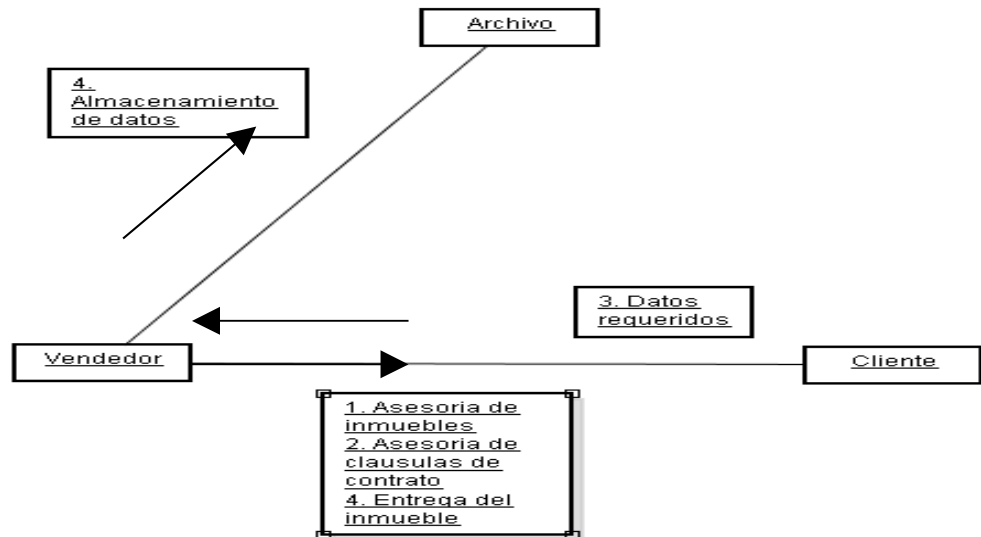 Archivo
4.
Almacenamiento
de datos
3. Datos
requeridos
Vendedor
Cliente
1. Asesoria de
inmuebles
2. Asesoria de
clausulas de
contrato
4. Entrega del
inmueble